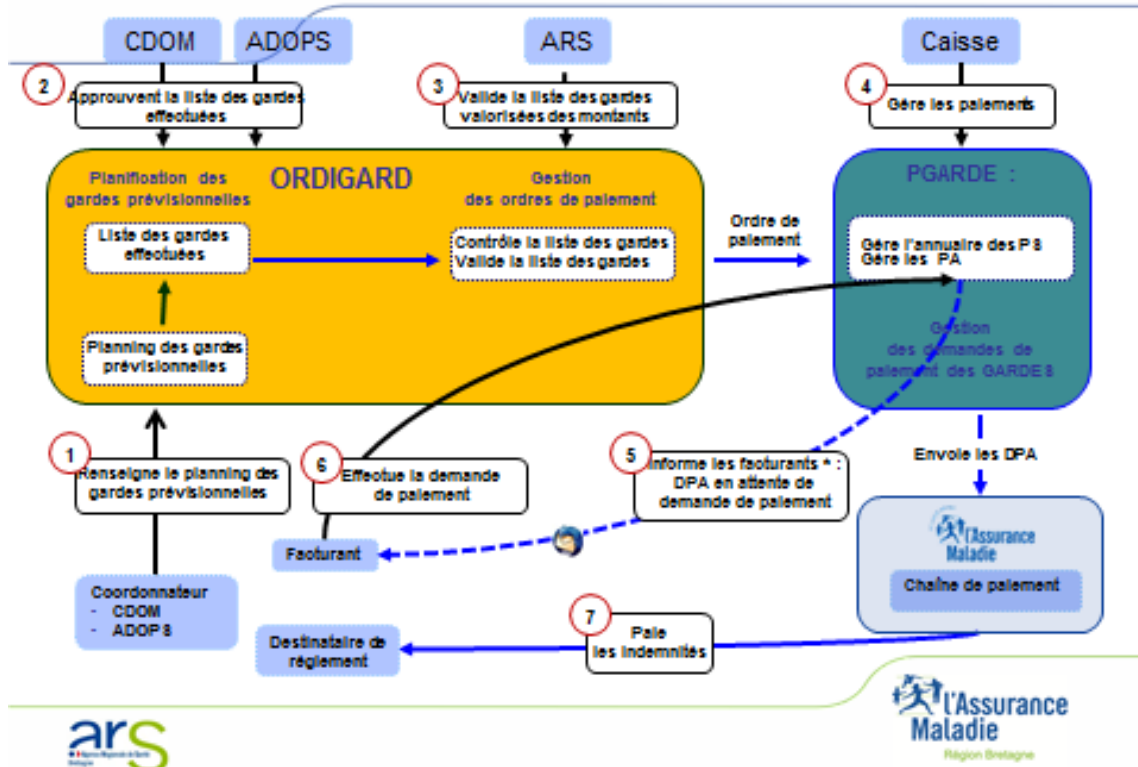 CDOM
ADOPS
ARS
Caisse
2
Approuvent la liste des gardes
effectuées
3
Valide la liste des gardes
valorisées des montants
4
Gère les paiements
Planification des
gardes prévisionnelles
ORDIGARD
Gestion
des ordres de paiement
PGARDE :
Liste des gardes
effectuées
Contrôle la liste des gardes
Valide la liste des gardes
Ordre de
paiement
Gère l'annuaire des PS
Gère les PA
Planning des gardes
prévisionnelles
Gestion
des demandes de
paiement des GARDES
1
Renseigne le planning des
gardes prévisionnelles
6
Effectue la demande
de paiement
5
Informe les facturants * :
DPA en attente de
demande de paiement
Envoie les DPA
Facturant
l'Assurance
Maladie
Chaîne de paiement
Coordonnateur
- CDOM
- ADOPS
7
Paie
les indemnités
Destinataire de
règlement
ars
Agence Régionale de Santé
Bretagne
l'Assurance
Maladie
Région Bretagne